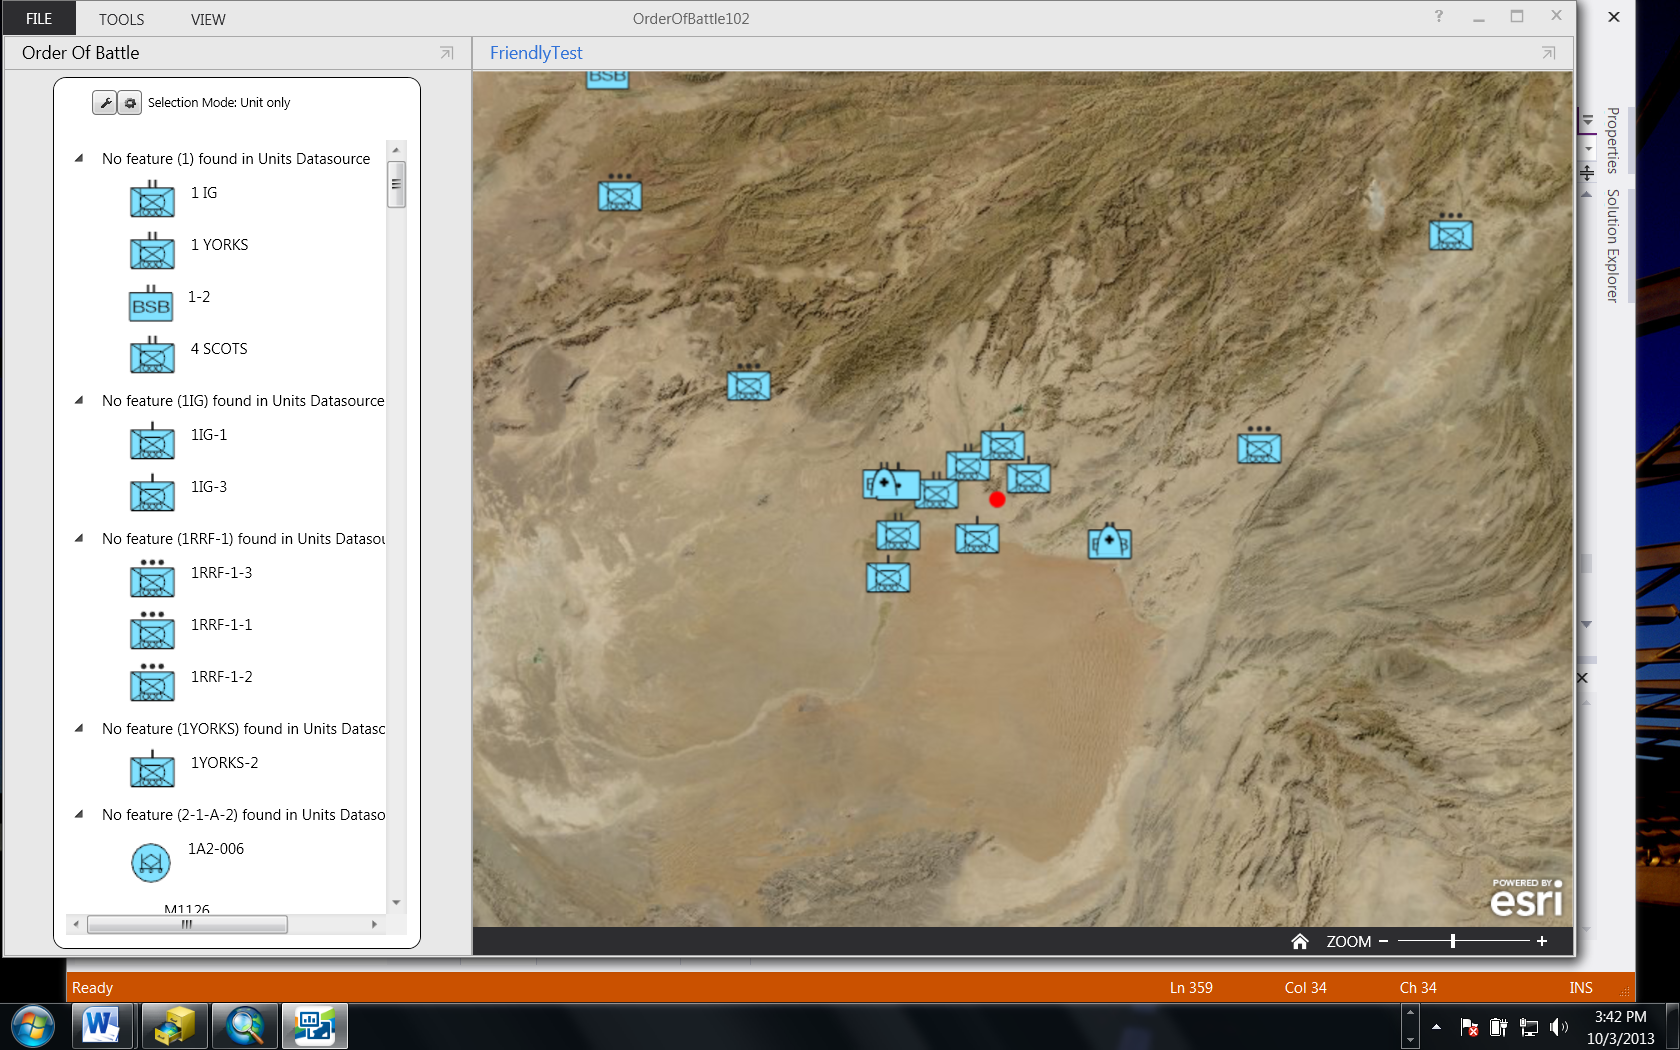 FILE TOOLS VIEW OrderOfBattle102 ?
Order Of Battle
FriendlyTest
Selection Mode: Unit only
No feature (1) found in Units Datasource
1 IG
1 YORKS
BSB 1-2
4 SCOTS
No feature (1IG) found in Units Datasource
1IG-1
1IG-3
No feature (1RRF-1) found in Units Datasou
1RRF-1-3
1RRF-1-1
1RRF-1-2
No feature (1YORKS) found in Units Datasc
1YORKS-2
No feature (2-1-A-2) found in Units Dataso
1A2-006
M1126
BSB
POWERED BY
esri
ZOOM
Properties
Solution Explorer
Ready Ln 359 Col 34 Ch 34 INS
3:42 PM
10/3/2013